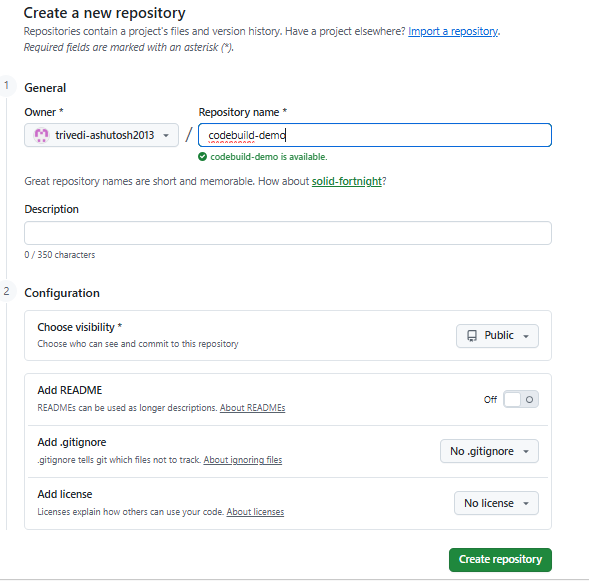 Create a new repository
Repositories contain a project's files and version history. Have a project elsewhere? Import a repository.
Required fields are marked with an asterisk (*).
1 General
Owner * Repository name *
trivedi-ashutosh2013 / codebuild-demo
codebuild-demo is available.
Great repository names are short and memorable. How about solid-fortnight?
Description
0 / 350 characters
2 Configuration
Choose visibility *
Choose who can see and commit to this repository
Public
Add README
READMEs can be used as longer descriptions. About READMEs
Off
Add .gitignore
.gitignore tells git which files not to track. About ignoring files
No .gitignore
Add license
Licenses explain how others can use your code. About licenses
No license
Create repository